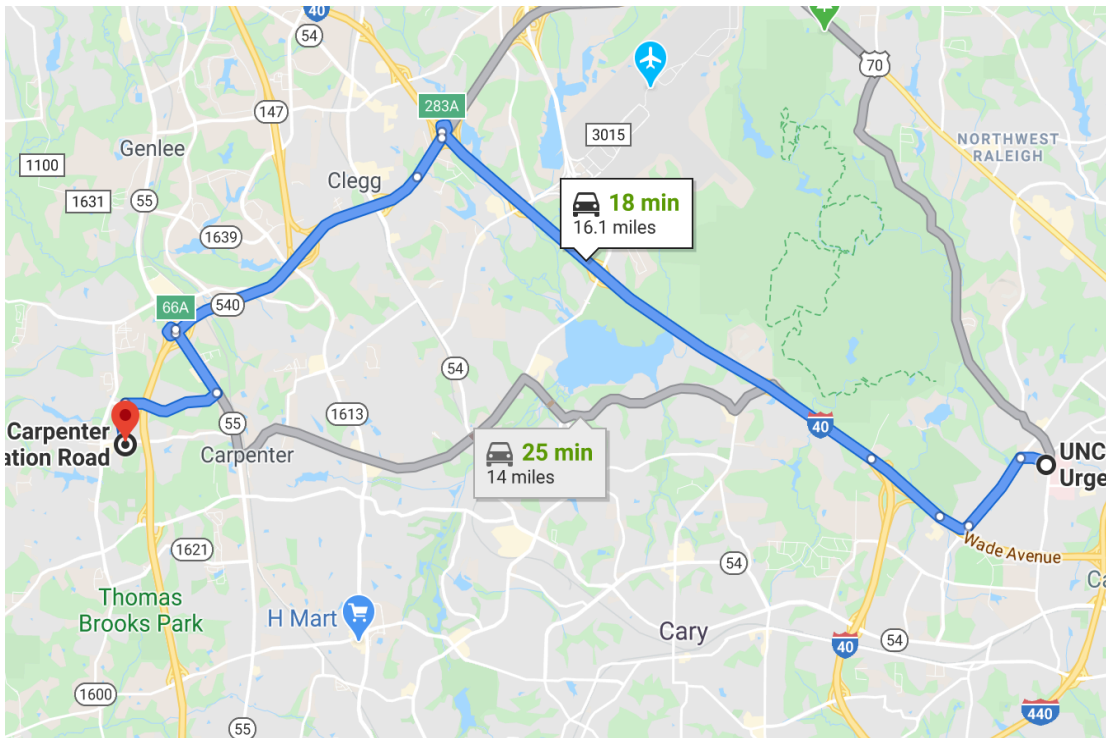 40
54
70
283A
147
3015
NORTHWEST
RALEIGH
Genlee
1100
Clegg
1631
55
18 min
16.1 miles
1639
66A
540
54
1613
55
40
Carpenter
ation Road
Carpenter
25 min
14 miles
UNC
Urge
1621
Wade Avenue
54
Thomas
Brooks Park
H Mart
Ca
Cary
40
54
1600
440
55